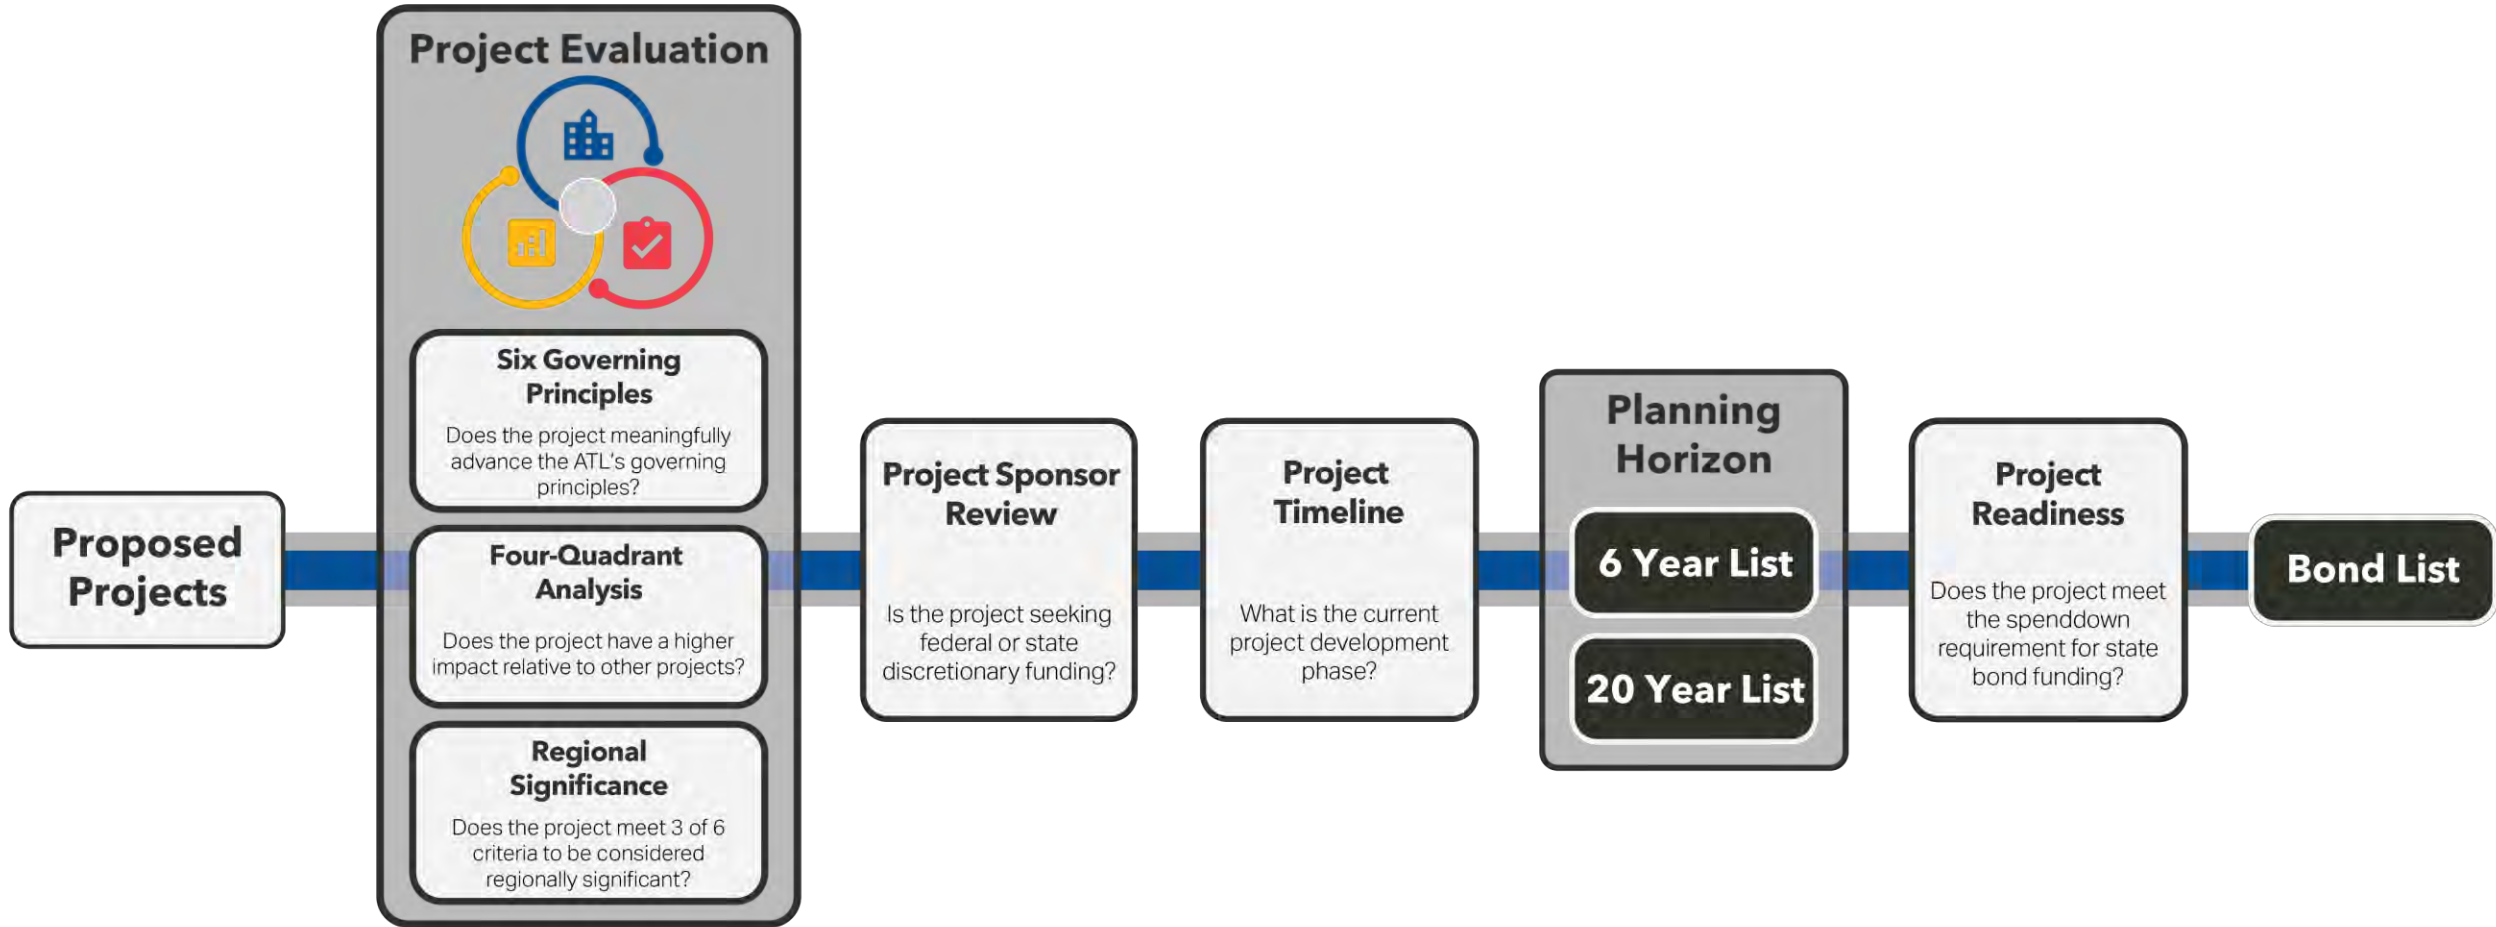 Proposed
Projects
Project Evaluation
Six Governing
Principles
Does the project meaningfully
advance the ATL's governing
principles?
Four-Quadrant
Analysis
Does the project have a higher
impact relative to other projects?
Regional
Significance
Does the project meet 3 of 6
criteria to be considered
regionally significant?
Project Sponsor
Review
Is the project seeking
federal or state
discretionary funding?
Project
Timeline
What is the current
project development
phase?
Planning
Horizon
6 Year List
20 Year List
Project
Readiness
Does the project meet
the spenddown
requirement for state
bond funding?
Bond List